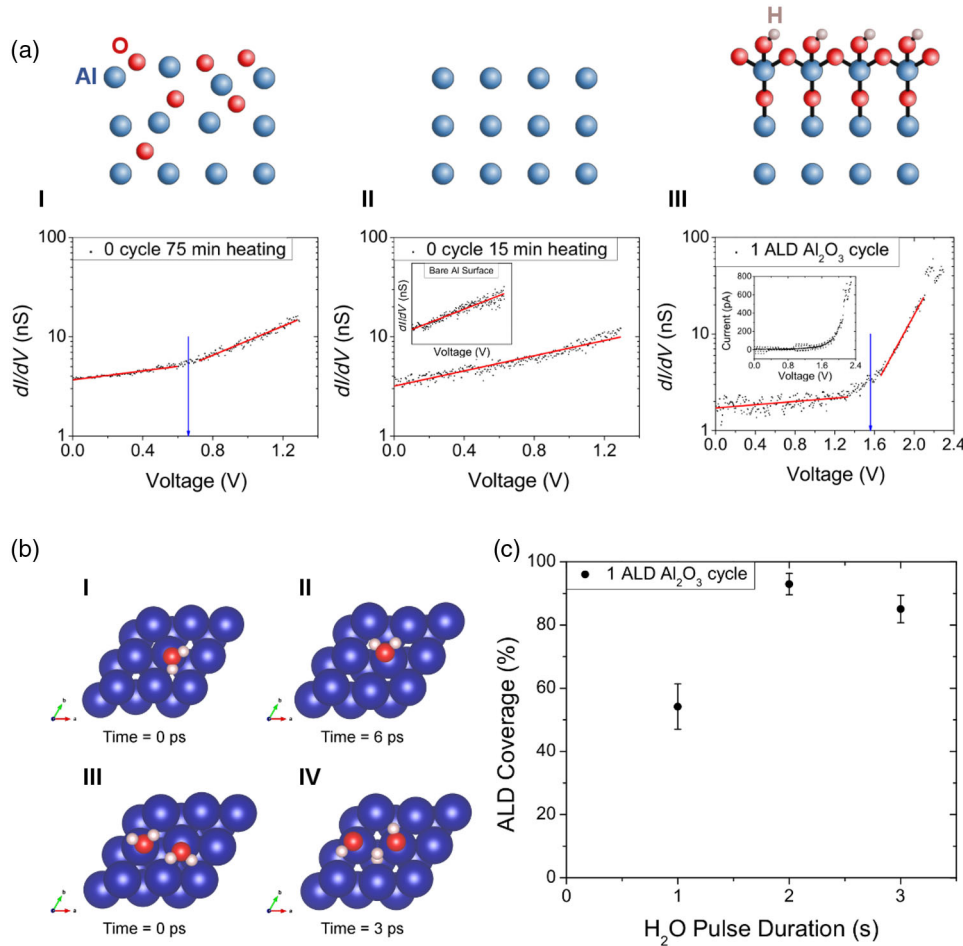 (a)
O
Al
H
I
II
III
0 cycle 75 min heating
dI/dV (nS)
100
10
1
0.0 0.4 0.8 1.2
Voltage (V)
0 cycle 15 min heating
Bare Al Surface
dI/dV (nS)
Voltage (V)
dI/dV (nS)
100
10
1
0.0 0.4 0.8 1.2
Voltage (V)
1 ALD Al₂O₃ cycle
Current (pA)
800
600
400
200
0
0.0 0.6 1.2 1.8 2.4
Voltage (V)
dI/dV (nS)
100
10
1
0.0 0.4 0.8 1.2 1.6 2.0 2.4
Voltage (V)
(b)
I
II
b
a
Time = 0 ps
b
a
Time = 6 ps
III
IV
b
a
Time = 0 ps
b
a
Time = 3 ps
(c)
1 ALD Al₂O₃ cycle
ALD Coverage (%)
100
80
60
40
20
0
0 1 2 3
H₂O Pulse Duration (s)